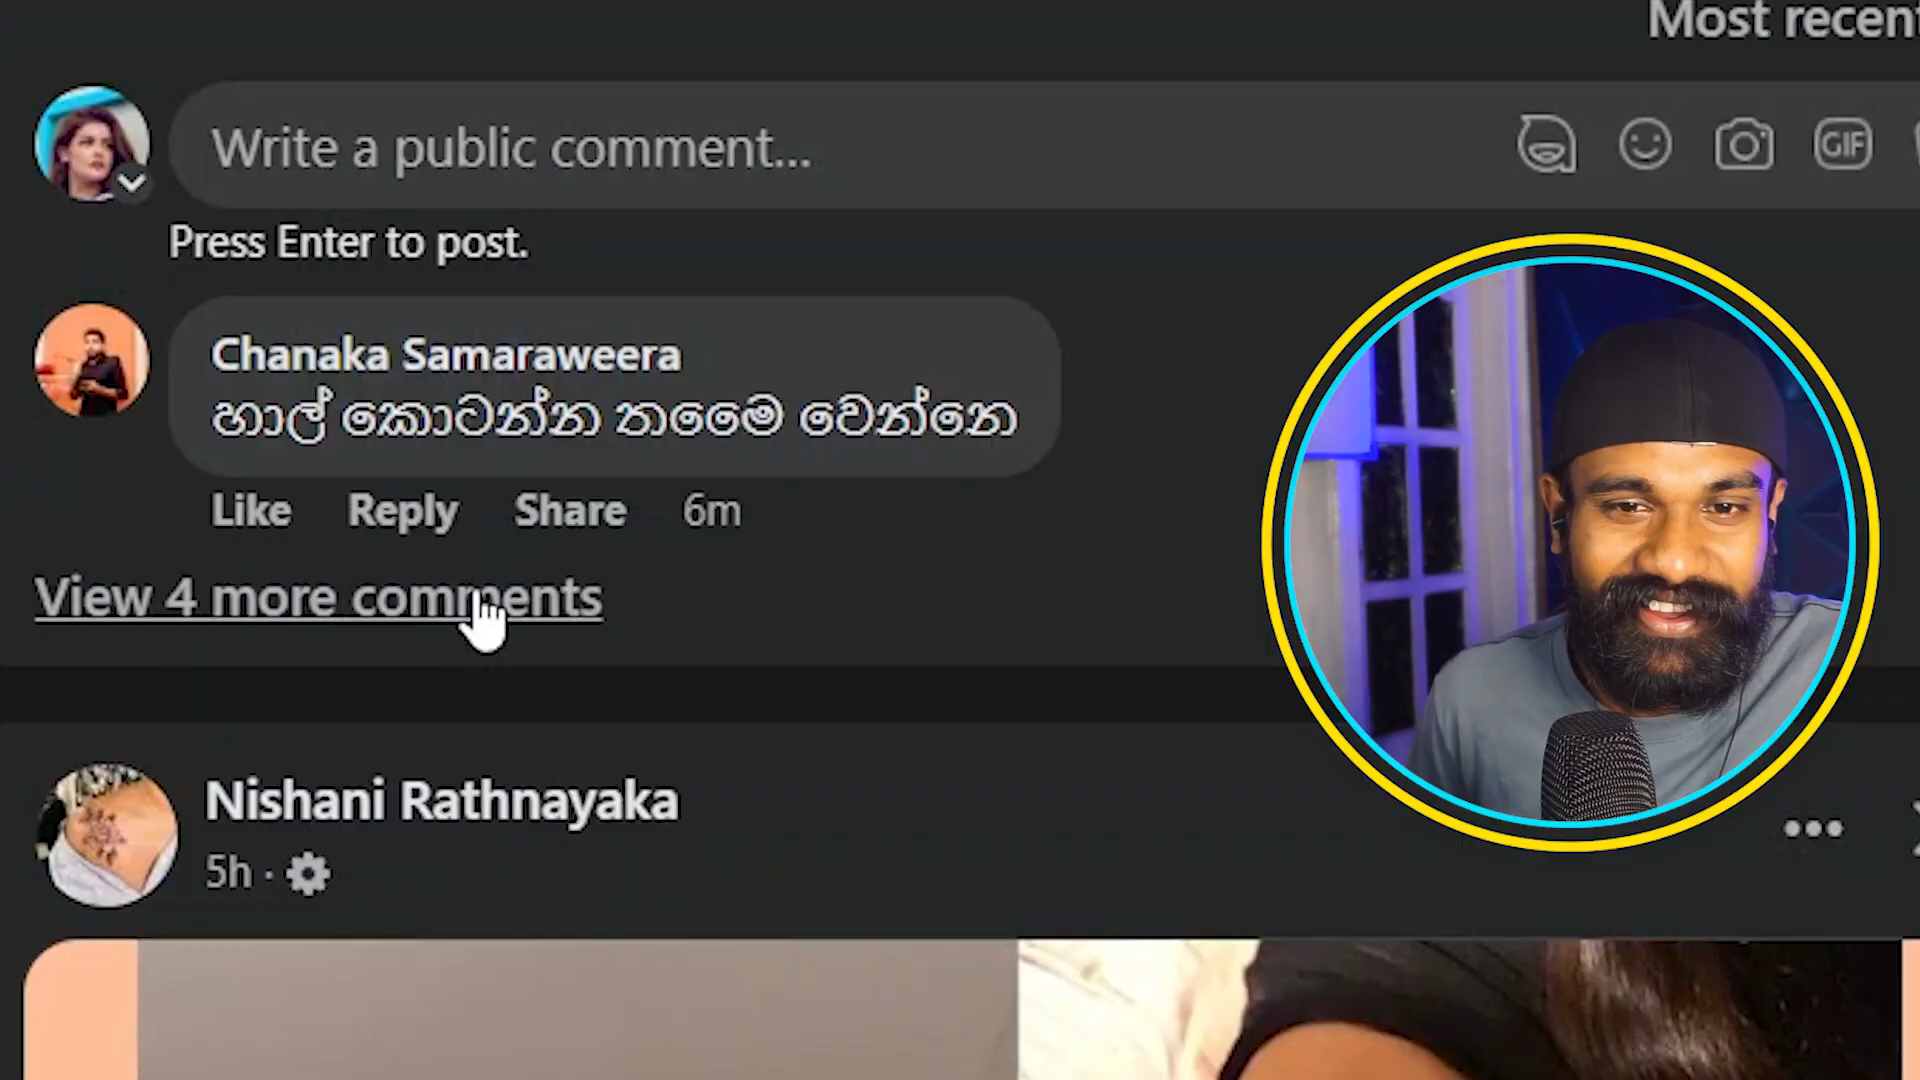 Most recent
Write a public comment...
GIF
Press Enter to post.
Chanaka Samaraweera
හාල් කොටන්න තමෛ වෙන්නෙ
Like Reply Share 6m
View 4 more comments
Nishani Rathnayaka
5h ·